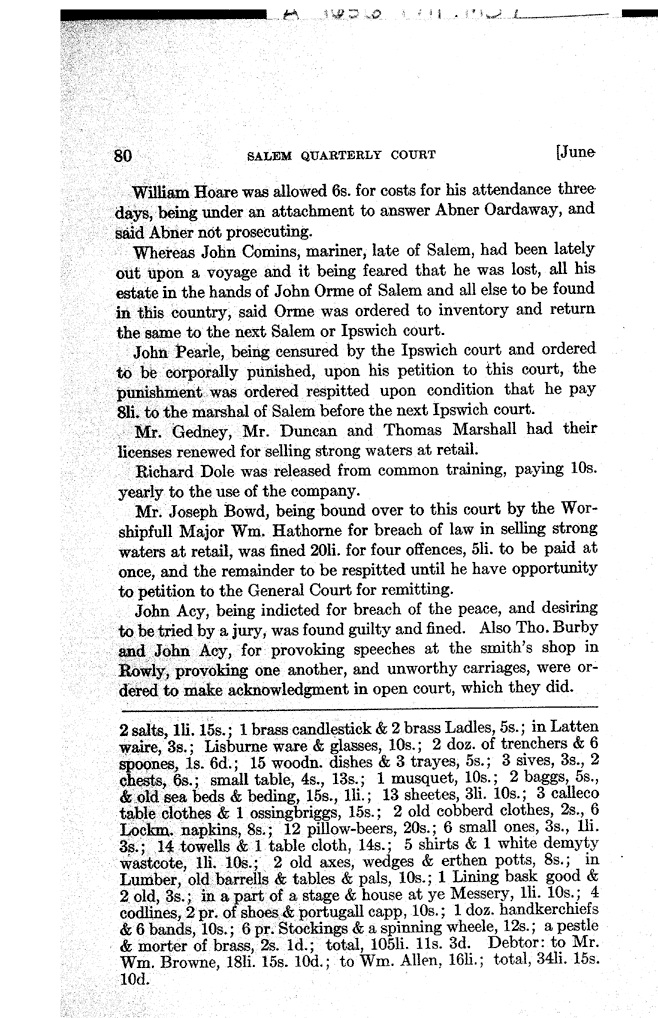 80 SALEM QUARTERLY COURT [June
William Hoare was allowed 6s. for costs for his attendance three
days, being under an attachment to answer Abner Oardaway, and
said Abner not prosecuting.
Whereas John Comins, mariner, late of Salem, had been lately
out upon a voyage and it being feared that he was lost, all his
estate in the hands of John Orme of Salem and all else to be found
in this country, said Orme was ordered to inventory and return
the same to the next Salem or Ipswich court.
John Pearle, being censured by the Ipswich court and ordered
to be corporally punished, upon his petition to this court, the
punishment was ordered respitted upon condition that he pay
8li. to the marshal of Salem before the next Ipswich court.
Mr. Gedney, Mr. Duncan and Thomas Marshall had their
licenses renewed for selling strong waters at retail.
Richard Dole was released from common training, paying 10s.
yearly to the use of the company.
Mr. Joseph Bowd, being bound over to this court by the Wor-
shipfull Major Wm. Hathorne for breach of law in selling strong
waters at retail, was fined 20li. for four offences, 5li. to be paid at
once, and the remainder to be respitted until he have opportunity
to petition to the General Court for remitting.
John Acy, being indicted for breach of the peace, and desiring
to be tried by a jury, was found guilty and fined. Also Tho. Burby
and John Acy, for provoking speeches at the smith's shop in
Rowly, provoking one another, and unworthy carriages, were or-
dered to make acknowledgment in open court, which they did.
2 salts, 1li. 15s.; 1 brass candlestick & 2 brass Ladles, 5s.; in Latten
waire, 3s.; Lisburne ware & glasses, 10s.; 2 doz. of trenchers & 6
spoones, 1s. 6d.; 15 woodn. dishes & 3 trayes, 5s.; 3 sives, 3s., 2
chests, 6s.; small table, 4s., 13s.; 1 musquet, 10s.; 2 baggs, 5s.,
& old sea beds & beding, 15s., 1li.; 13 sheetes, 3li. 10s.; 3 calleco
table clothes & 1 ossingbriggs, 15s.; 2 old cobberd clothes, 2s., 6
Lockm. napkins, 8s.; 12 pillow-beers, 20s.; 6 small ones, 3s., 1li.
3s.; 14 towells & 1 table cloth, 14s.; 5 shirts & 1 white demyty
wastcote, 1li. 10s.; 2 old axes, wedges & erthen potts, 8s.; in
Lumber, old barrells & tables & pals, 10s.; 1 Lining bask good &
2 old, 3s.; in a part of a stage & house at ye Messery, 1li. 10s.; 4
codlines, 2 pr. of shoes & portugall capp, 10s.; 1 doz. handkerchiefs
& 6 bands, 10s.; 6 pr. Stockings & a spinning wheele, 12s.; a pestle
& morter of brass, 2s. 1d.; total, 105li. 11s. 3d. Debtor: to Mr.
Wm. Browne, 18li. 15s. 10d.; to Wm. Allen, 16li.; total, 34li. 15s.
10d.